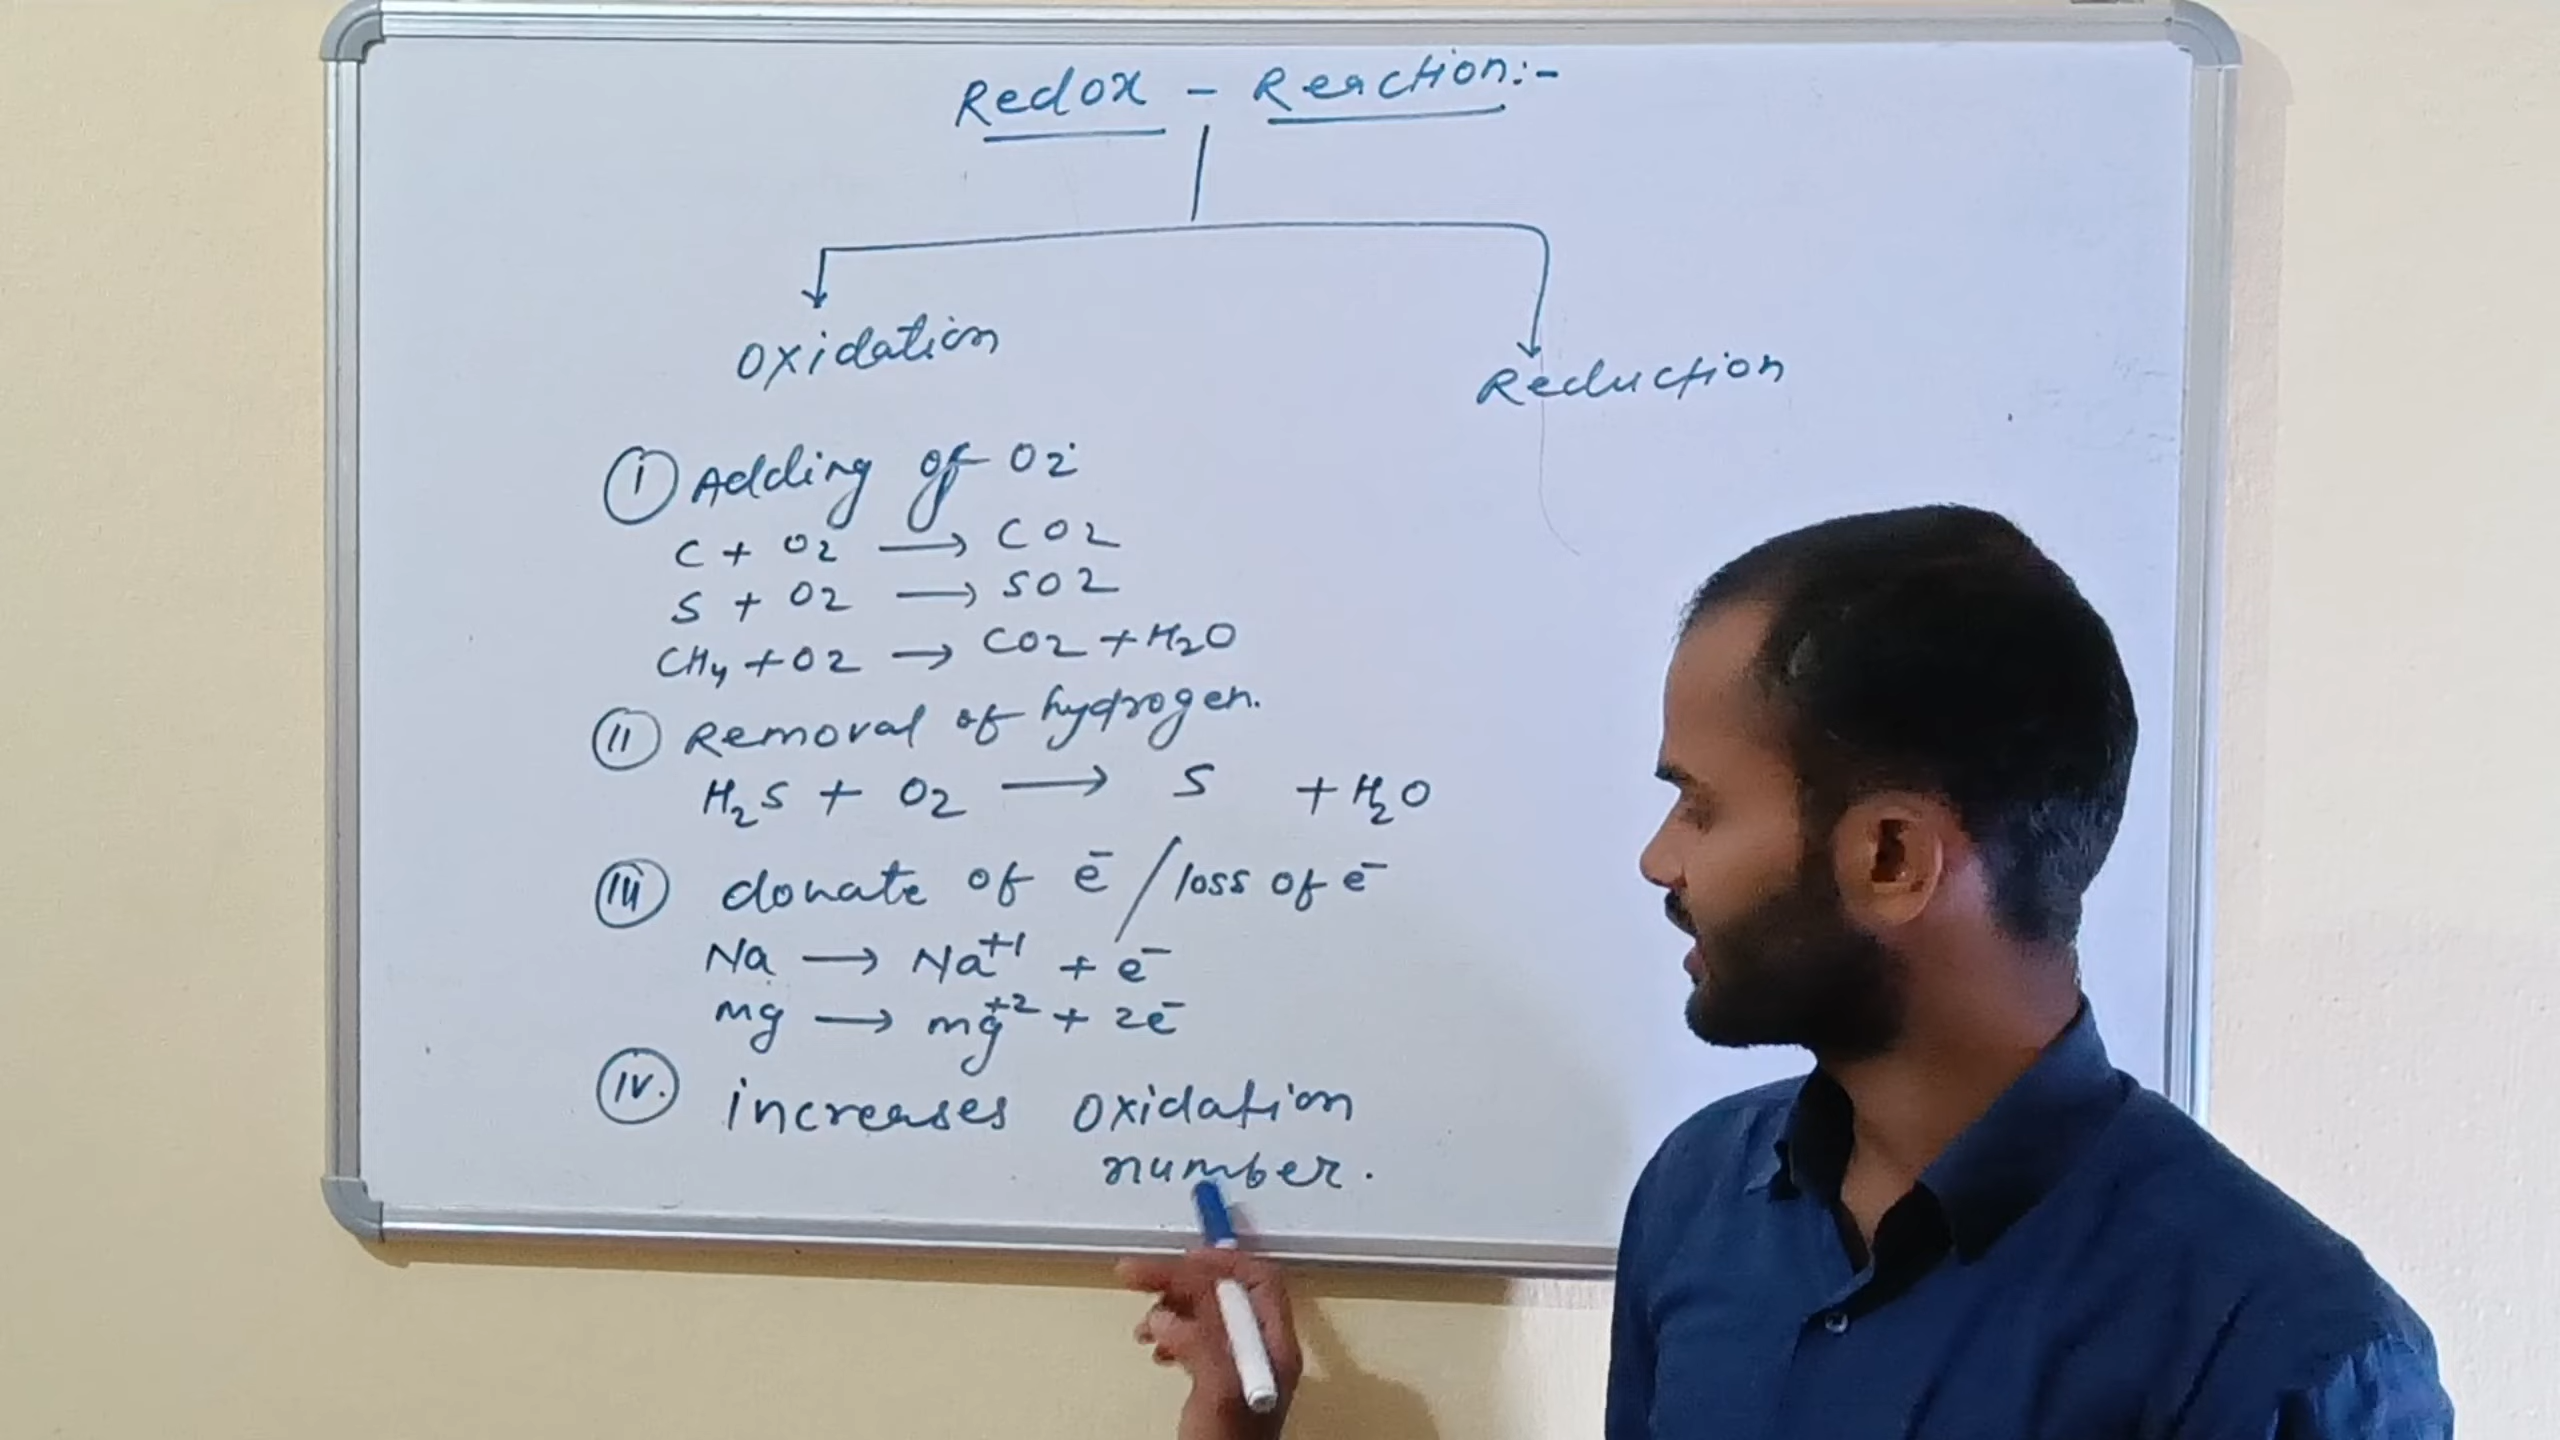 Redox - Reaction:-
Oxidation
Reduction
(i) Adding of O2
C + O2 → CO2
S + O2 → SO2
CH4 + O2 → CO2 + H2O
(ii) Removal of hydrogen.
H2S + O2 → S + H2O
(iii) donate of e⁻ / loss of e⁻
Na → Na⁺¹ + e⁻
mg → mg⁺² + 2e⁻
(iv.) increases oxidation
number.